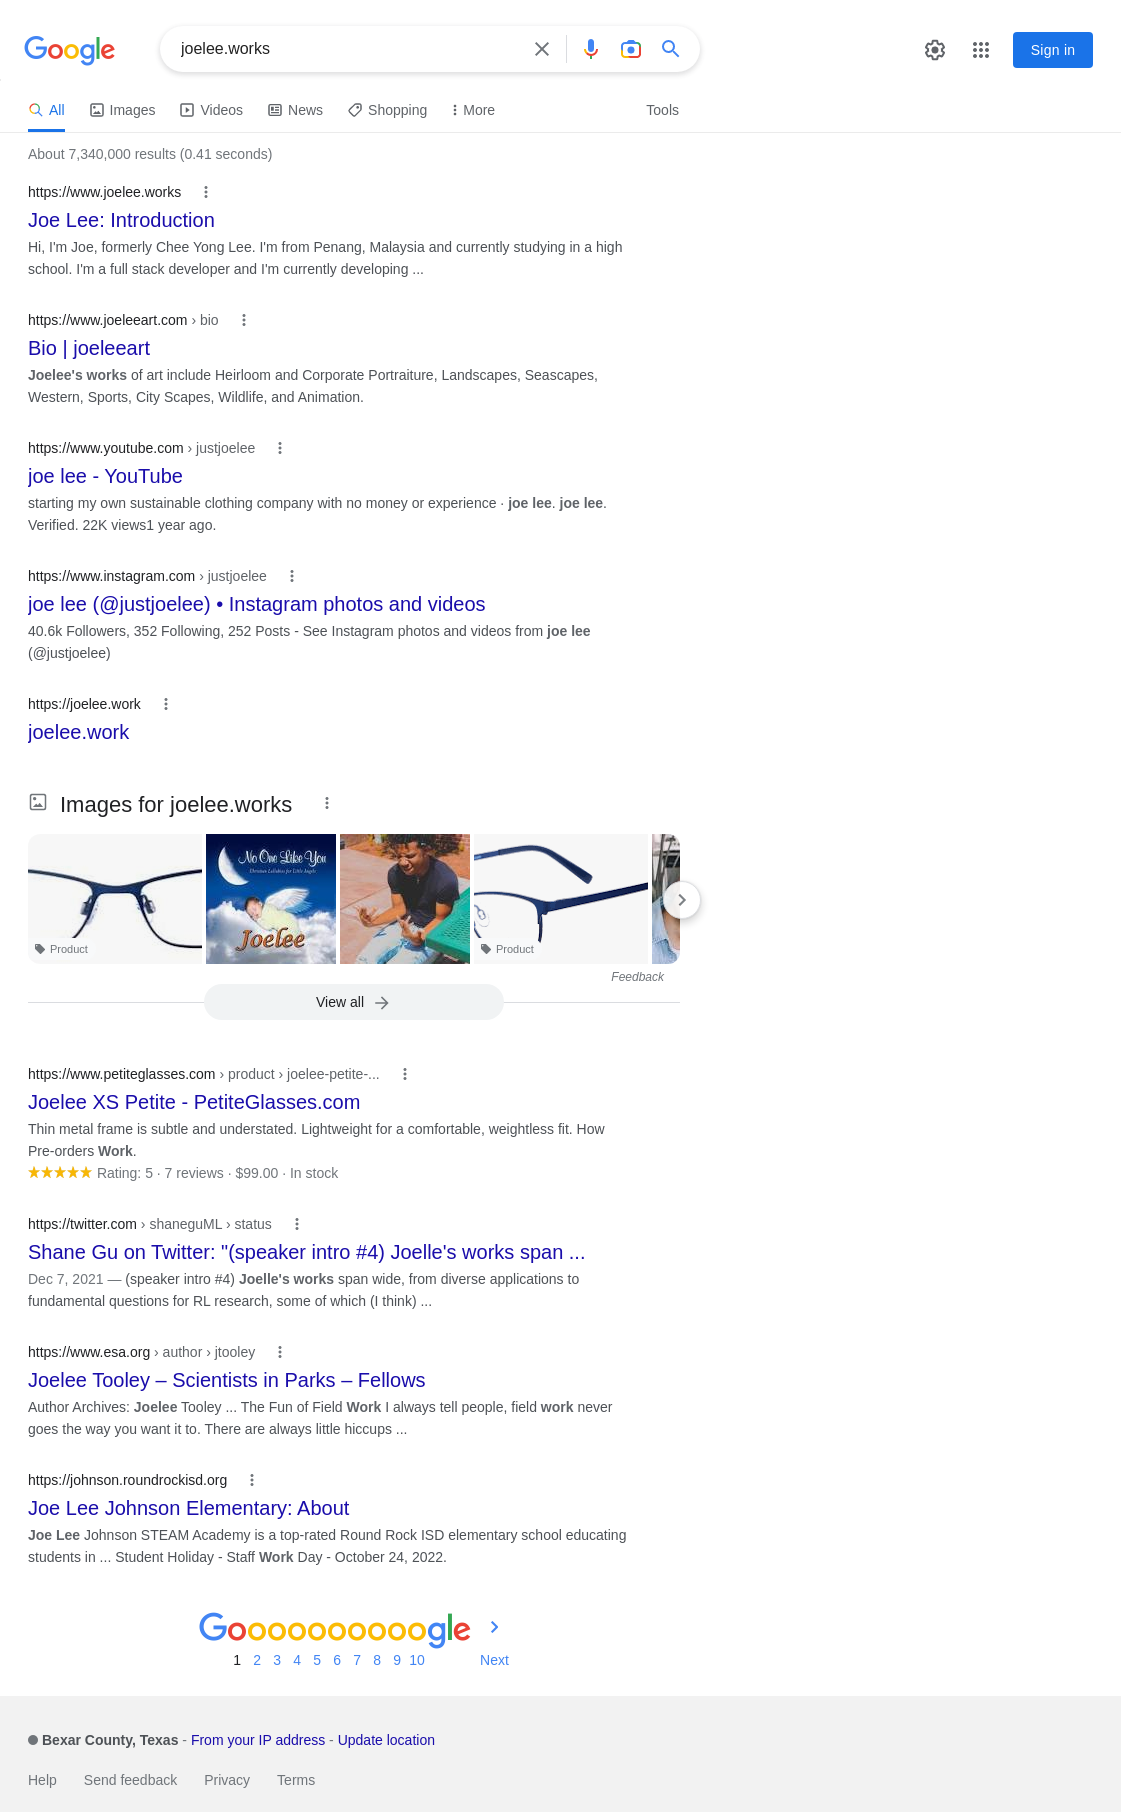 Google
joelee.works
Sign in
All
Images
Videos
News
Shopping
More
Tools
About 7,340,000 results (0.41 seconds)
https://www.joelee.works
Joe Lee: Introduction
Hi, I'm Joe, formerly Chee Yong Lee. I'm from Penang, Malaysia and currently studying in a high
school. I'm a full stack developer and I'm currently developing ...
https://www.joeleeart.com › bio
Bio | joeleeart
Joelee's works of art include Heirloom and Corporate Portraiture, Landscapes, Seascapes,
Western, Sports, City Scapes, Wildlife, and Animation.
https://www.youtube.com › justjoelee
joe lee - YouTube
starting my own sustainable clothing company with no money or experience · joe lee. joe lee.
Verified. 22K views1 year ago.
https://www.instagram.com › justjoelee
joe lee (@justjoelee) • Instagram photos and videos
40.6k Followers, 352 Following, 252 Posts - See Instagram photos and videos from joe lee
(@justjoelee)
https://joelee.work
joelee.work
Images for joelee.works
No One Like You
Christian Lullabies for Little Angels
Joelee
Product
Product
Feedback
View all
https://www.petiteglasses.com › product › joelee-petite-...
Joelee XS Petite - PetiteGlasses.com
Thin metal frame is subtle and understated. Lightweight for a comfortable, weightless fit. How
Pre-orders Work.
Rating: 5 · 7 reviews · $99.00 · In stock
https://twitter.com › shaneguML › status
Shane Gu on Twitter: "(speaker intro #4) Joelle's works span ...
Dec 7, 2021 — (speaker intro #4) Joelle's works span wide, from diverse applications to
fundamental questions for RL research, some of which (I think) ...
https://www.esa.org › author › jtooley
Joelee Tooley – Scientists in Parks – Fellows
Author Archives: Joelee Tooley ... The Fun of Field Work I always tell people, field work never
goes the way you want it to. There are always little hiccups ...
https://johnson.roundrockisd.org
Joe Lee Johnson Elementary: About
Joe Lee Johnson STEAM Academy is a top-rated Round Rock ISD elementary school educating
students in ... Student Holiday - Staff Work Day - October 24, 2022.
Goooooooooogle
1 2 3 4 5 6 7 8 9 10 Next
Bexar County, Texas - From your IP address - Update location
Help Send feedback Privacy Terms